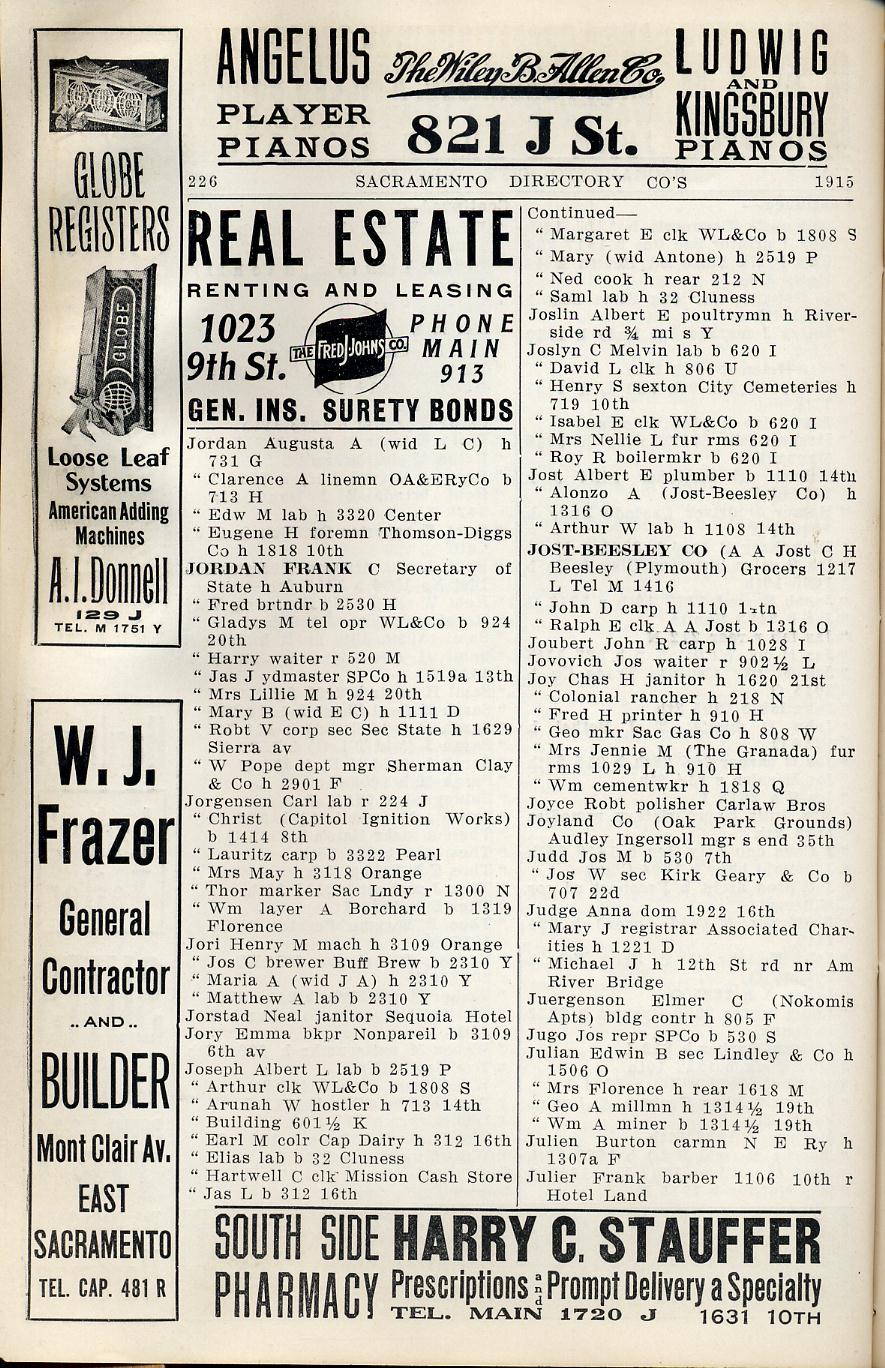 ANGELUS
PLAYER
PIANOS
The Wiley B. Allen Co.
821 J St.
LUDWIG
AND
KINGSBURY
PIANOS
GLOBE
REGISTERS
GLOBE
Loose Leaf
Systems
American Adding
Machines
A. I. Donnell
129 J
TEL. M 1751 Y
W. J.
Frazer
General
Contractor
.. AND ..
BUILDER
Mont Clair Av.
EAST
SACRAMENTO
TEL. CAP. 481 R
226 SACRAMENTO DIRECTORY CO'S 1915
REAL ESTATE
RENTING AND LEASING
1023
9th St.
THE FRED J JOHNS CO.
PHONE
MAIN
913
GEN. INS. SURETY BONDS
Jordan Augusta A (wid L C) h
731 G
" Clarence A linemn OA&ERyCo b
713 H
" Edw M lab h 3320 Center
" Eugene H foremn Thomson-Diggs
Co h 1818 10th
JORDAN FRANK C Secretary of
State h Auburn
" Fred brtndr b 2530 H
" Gladys M tel opr WL&Co b 924
20th
" Harry waiter r 520 M
" Jas J ydmaster SPCo h 1519a 13th
" Mrs Lillie M h 924 20th
" Mary B (wid E C) h 1111 D
" Robt V corp sec Sec State h 1629
Sierra av
" W Pope dept mgr Sherman Clay
& Co h 2901 F
Jorgensen Carl lab r 224 J
" Christ (Capitol Ignition Works)
b 1414 8th
" Lauritz carp b 3322 Pearl
" Mrs May h 3118 Orange
" Thor marker Sac Lndy r 1300 N
" Wm layer A Borchard b 1319
Florence
Jori Henry M mach h 3109 Orange
" Jos C brewer Buff Brew b 2310 Y
" Maria A (wid J A) h 2310 Y
" Matthew A lab b 2310 Y
Jorstad Neal janitor Sequoia Hotel
Jory Emma bkpr Nonpareil b 3109
6th av
Joseph Albert L lab b 2519 P
" Arthur clk WL&Co b 1808 S
" Arunah W hostler h 713 14th
" Building 601½ K
" Earl M colr Cap Dairy h 312 16th
" Elias lab b 32 Cluness
" Hartwell C clk Mission Cash Store
" Jas L b 312 16th
Continued—
" Margaret E clk WL&Co b 1808 S
" Mary (wid Antone) h 2519 P
" Ned cook h rear 212 N
" Saml lab h 32 Cluness
Joslin Albert E poultrymn h River-
side rd ¾ mi s Y
Joslyn C Melvin lab b 620 I
" David L clk h 806 U
" Henry S sexton City Cemeteries h
719 10th
" Isabel E clk WL&Co b 620 I
" Mrs Nellie L fur rms 620 I
" Roy R boilermkr b 620 I
Jost Albert E plumber b 1110 14th
" Alonzo A (Jost-Beesley Co) h
1316 O
" Arthur W lab h 1108 14th
JOST-BEESLEY CO (A A Jost C H
Beesley (Plymouth) Grocers 1217
L Tel M 1416
" John D carp h 1110
" Ralph E clk A A Jost b 1316 O
Joubert John R carp h 1028 I
Jovovich Jos waiter r 902½ L
Joy Chas H janitor h 1620 21st
" Colonial rancher h 218 N
" Fred H printer h 910 H
" Geo mkr Sac Gas Co h 808 W
" Mrs Jennie M (The Granada) fur
rms 1029 L h 910 H
" Wm cementwkr h 1818 Q
Joyce Robt polisher Carlaw Bros
Joyland Co (Oak Park Grounds)
Audley Ingersoll mgr s end 35th
Judd Jos M b 530 7th
" Jos W sec Kirk Geary & Co b
707 22d
Judge Anna dom 1922 16th
" Mary J registrar Associated Char-
ities h 1221 D
" Michael J h 12th St rd nr Am
River Bridge
Juergenson Elmer C (Nokomis
Apts) bldg contr h 805 F
Jugo Jos repr SPCo b 530 S
Julian Edwin B sec Lindley & Co h
1506 O
" Mrs Florence h rear 1618 M
" Geo A millmn h 1314½ 19th
" Wm A miner b 1314½ 19th
Julien Burton carmn N E Ry h
1307a F
Julier Frank barber 1106 10th r
Hotel Land
SOUTH SIDE HARRY C. STAUFFER
PHARMACY Prescriptions and Prompt Delivery a Specialty
TEL. MAIN 1720 J 1631 10TH